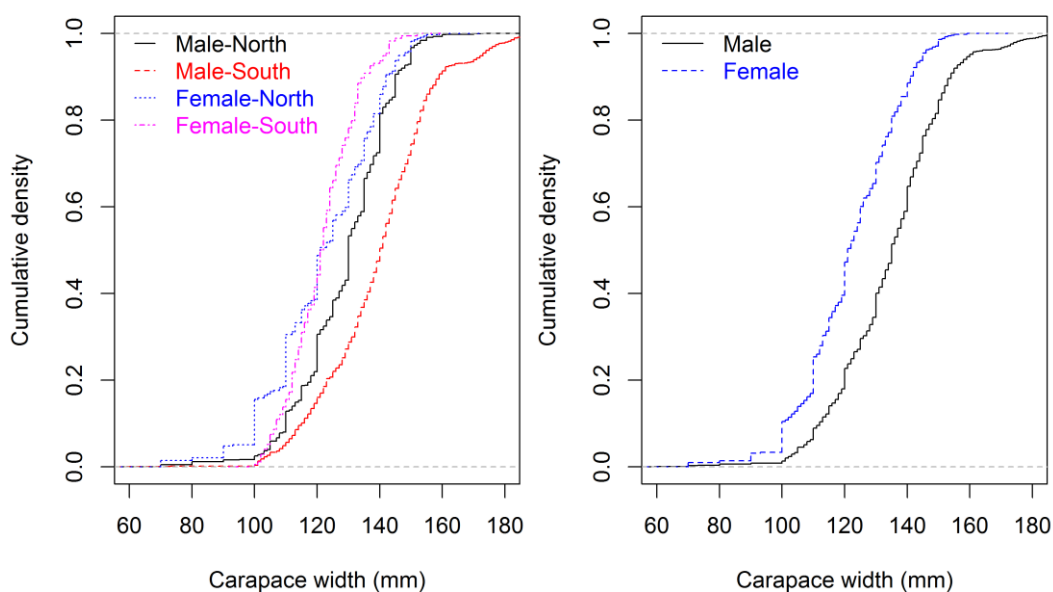 Male-North
Male-South
Female-North
Female-South
Cumulative density
0.0 0.2 0.4 0.6 0.8 1.0
60 80 100 120 140 160 180
Carapace width (mm)
Male
Female
Cumulative density
0.0 0.2 0.4 0.6 0.8 1.0
60 80 100 120 140 160 180
Carapace width (mm)